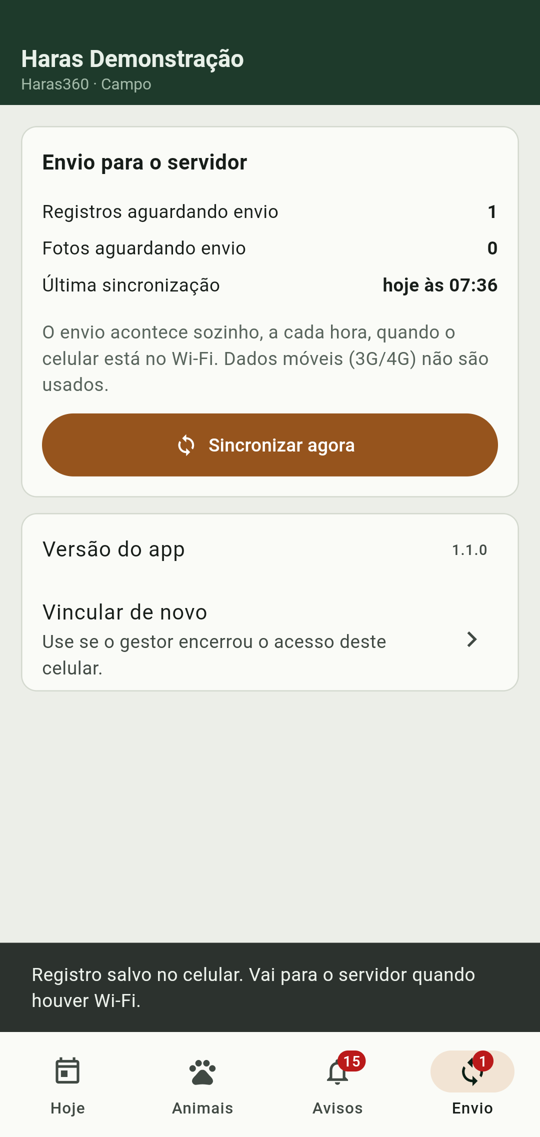 Haras Demonstração
Haras360 · Campo
Envio para o servidor
Registros aguardando envio 1
Fotos aguardando envio 0
Última sincronização hoje às 07:36
O envio acontece sozinho, a cada hora, quando o
celular está no Wi-Fi. Dados móveis (3G/4G) não são
usados.
Sincronizar agora
Versão do app 1.1.0
Vincular de novo
Use se o gestor encerrou o acesso deste
celular.
Registro salvo no celular. Vai para o servidor quando
houver Wi-Fi.
15 1
Hoje Animais Avisos Envio